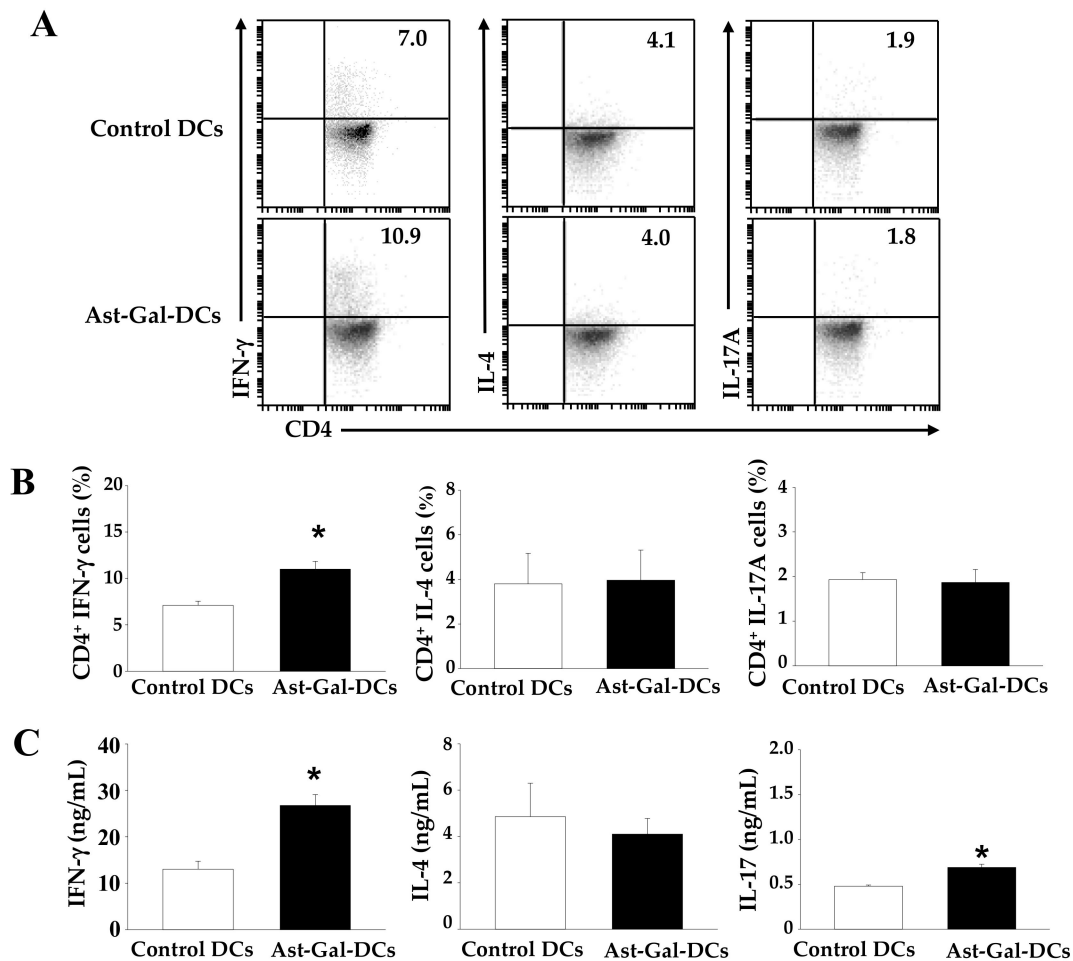 A
IFN-γ
IL-4
IL-17A
Control DCs
7.0
4.1
1.9
Ast-Gal-DCs
10.9
4.0
1.8
CD4
B
CD4⁺ IFN-γ cells (%)
20
15
10
5
0
*
Control DCs
Ast-Gal-DCs
CD4⁺ IL-4 cells (%)
8
6
4
2
0
Control DCs
Ast-Gal-DCs
CD4⁺ IL-17A cells (%)
4
3
2
1
0
Control DCs
Ast-Gal-DCs
C
IFN-γ (ng/mL)
40
30
20
10
0
*
Control DCs
Ast-Gal-DCs
IL-4 (ng/mL)
8
6
4
2
0
Control DCs
Ast-Gal-DCs
IL-17 (ng/mL)
2.0
1.5
1.0
0.5
0
*
Control DCs
Ast-Gal-DCs